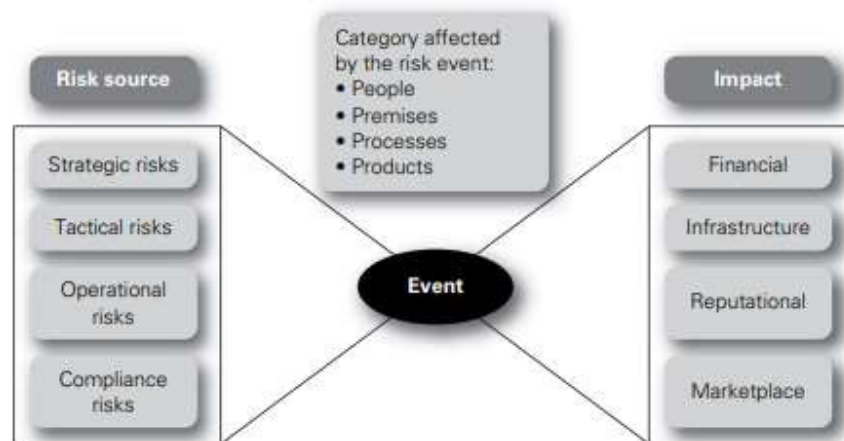 Risk source
Strategic risks
Tactical risks
Operational
risks
Compliance
risks
Category affected
by the risk event:
• People
• Premises
• Processes
• Products
Event
Impact
Financial
Infrastructure
Reputational
Marketplace